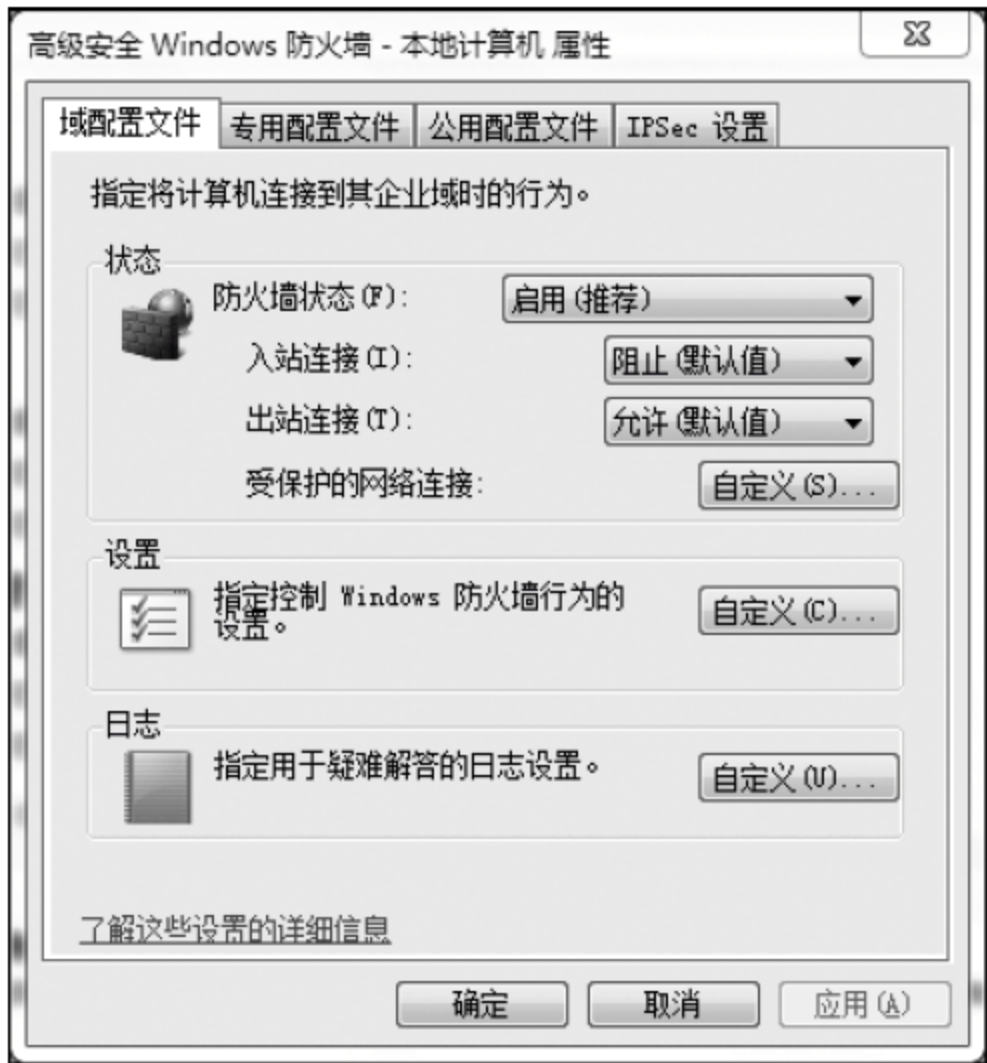 高级安全 Windows 防火墙 - 本地计算机 属性
域配置文件 专用配置文件 公用配置文件 IPSec 设置
指定将计算机连接到其企业域时的行为。
状态
防火墙状态(F): 启用(推荐)
入站连接(I): 阻止(默认值)
出站连接(T): 允许(默认值)
受保护的网络连接: 自定义(S)...
设置
指定控制 Windows 防火墙行为的
设置。
自定义(C)...
日志
指定用于疑难解答的日志设置。 自定义(U)...
了解这些设置的详细信息
确定 取消 应用(A)